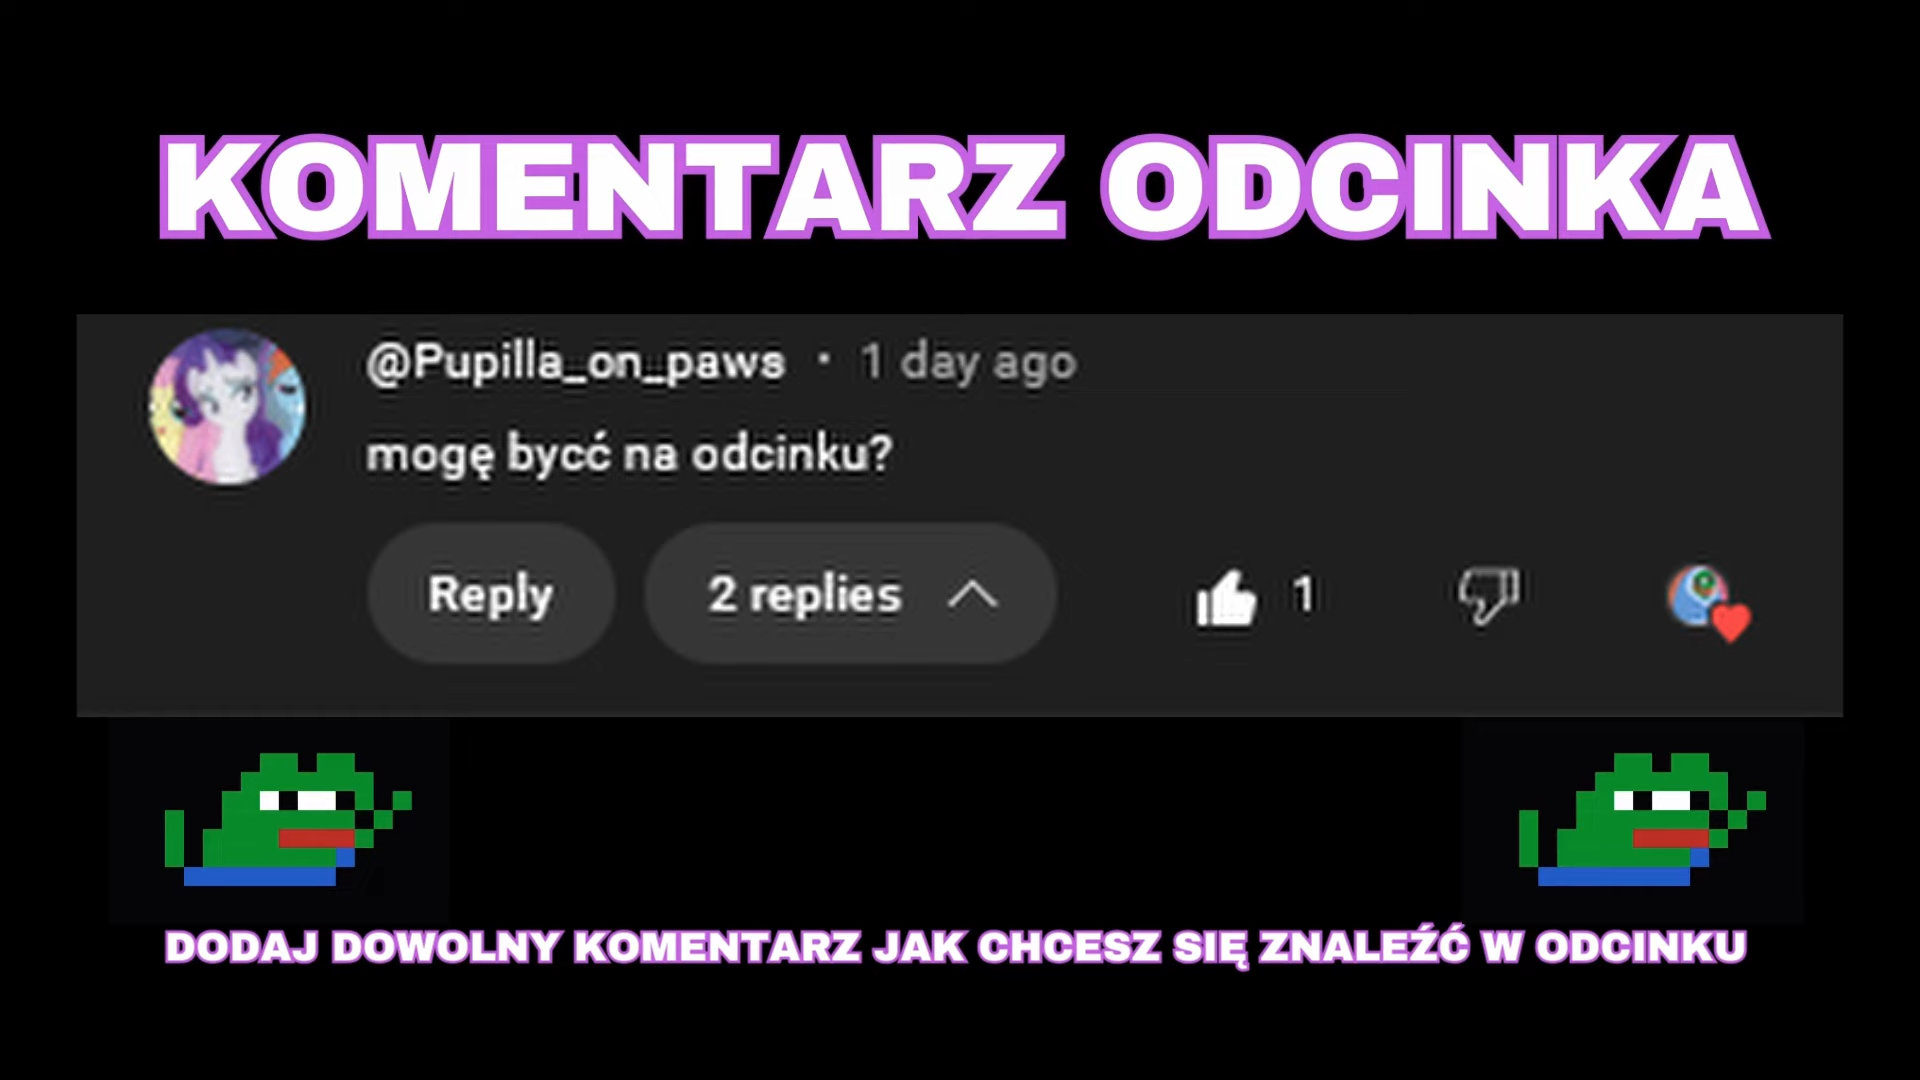 KOMENTARZ ODCINKA
@Pupilla_on_paws • 1 day ago
mogę bycć na odcinku?
Reply 2 replies 1
DODAJ DOWOLNY KOMENTARZ JAK CHCESZ SIĘ ZNALEŹĆ W ODCINKU